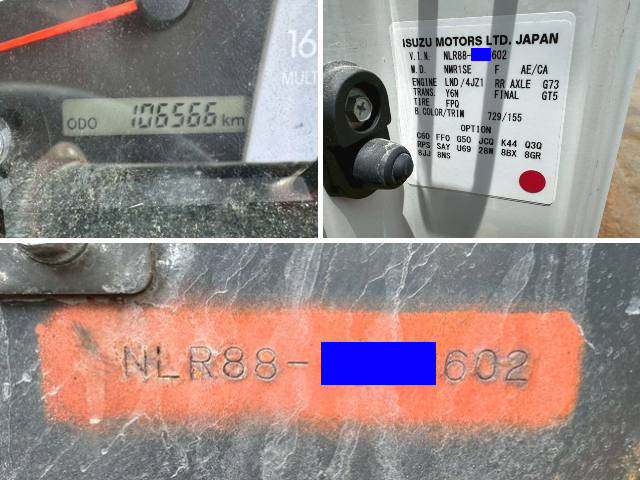 16
MULT
ODO 106566 km
ISUZU MOTORS LTD. JAPAN
V.I.N. NLR88- 602
M.D. NWR1SE F AE/CA
ENGINE LND/4JZ1 RR AXLE G73
TRANS. Y6N FINAL GT5
TIRE FPQ
B.COLOR/TRIM 729/155
OPTION
C60 FF0 G50 JCQ K44 Q3Q
RPS SAY U69 28W 8BX 8GR
8JJ 8NS
NLR88- 602